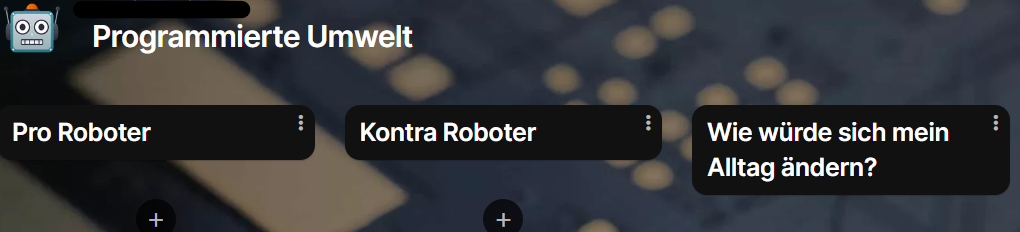 Programmierte Umwelt
Pro Roboter
Kontra Roboter
Wie würde sich mein
Alltag ändern?